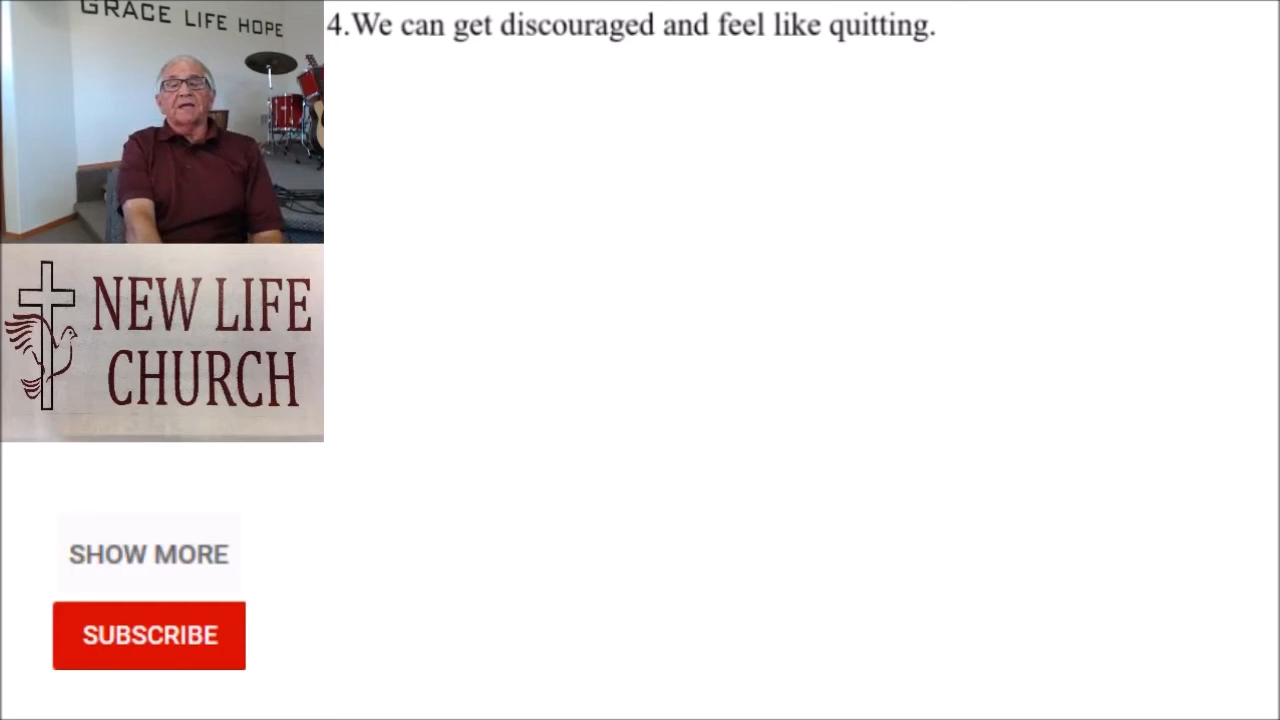 GRACE LIFE HOPE
4.We can get discouraged and feel like quitting.
NEW LIFE
CHURCH
SHOW MORE
SUBSCRIBE